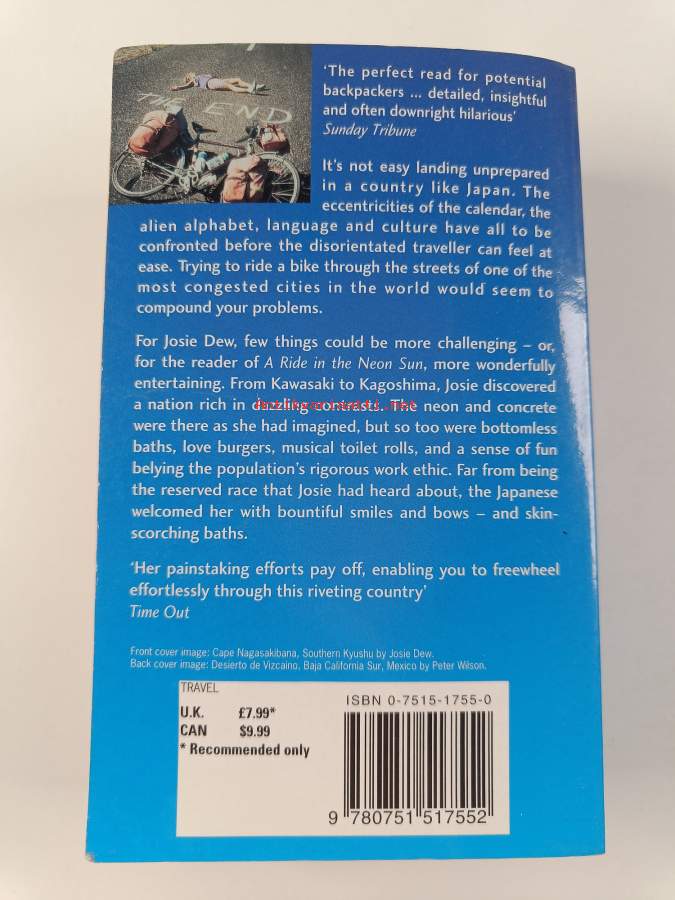 THE END
'The perfect read for potential
backpackers ... detailed, insightful
and often downright hilarious'
Sunday Tribune
It's not easy landing unprepared
in a country like Japan. The
eccentricities of the calendar, the
alien alphabet, language and culture have all to be
confronted before the disorientated traveller can feel at
ease. Trying to ride a bike through the streets of one of the
most congested cities in the world would seem to
compound your problems.
For Josie Dew, few things could be more challenging – or,
for the reader of A Ride in the Neon Sun, more wonderfully
entertaining. From Kawasaki to Kagoshima, Josie discovered
a nation rich in dazzling contrasts. The neon and concrete
were there as she had imagined, but so too were bottomless
baths, love burgers, musical toilet rolls, and a sense of fun
belying the population's rigorous work ethic. Far from being
the reserved race that Josie had heard about, the Japanese
welcomed her with bountiful smiles and bows – and skin-
scorching baths.
'Her painstaking efforts pay off, enabling you to freewheel
effortlessly through this riveting country'
Time Out
Front cover image: Cape Nagasakibana, Southern Kyushu by Josie Dew.
Back cover image: Desierto de Vizcaino, Baja California Sur, Mexico by Peter Wilson.
TRAVEL
ISBN 0-7515-1755-0
U.K. £7.99*
CAN $9.99
* Recommended only
9 780751 517552